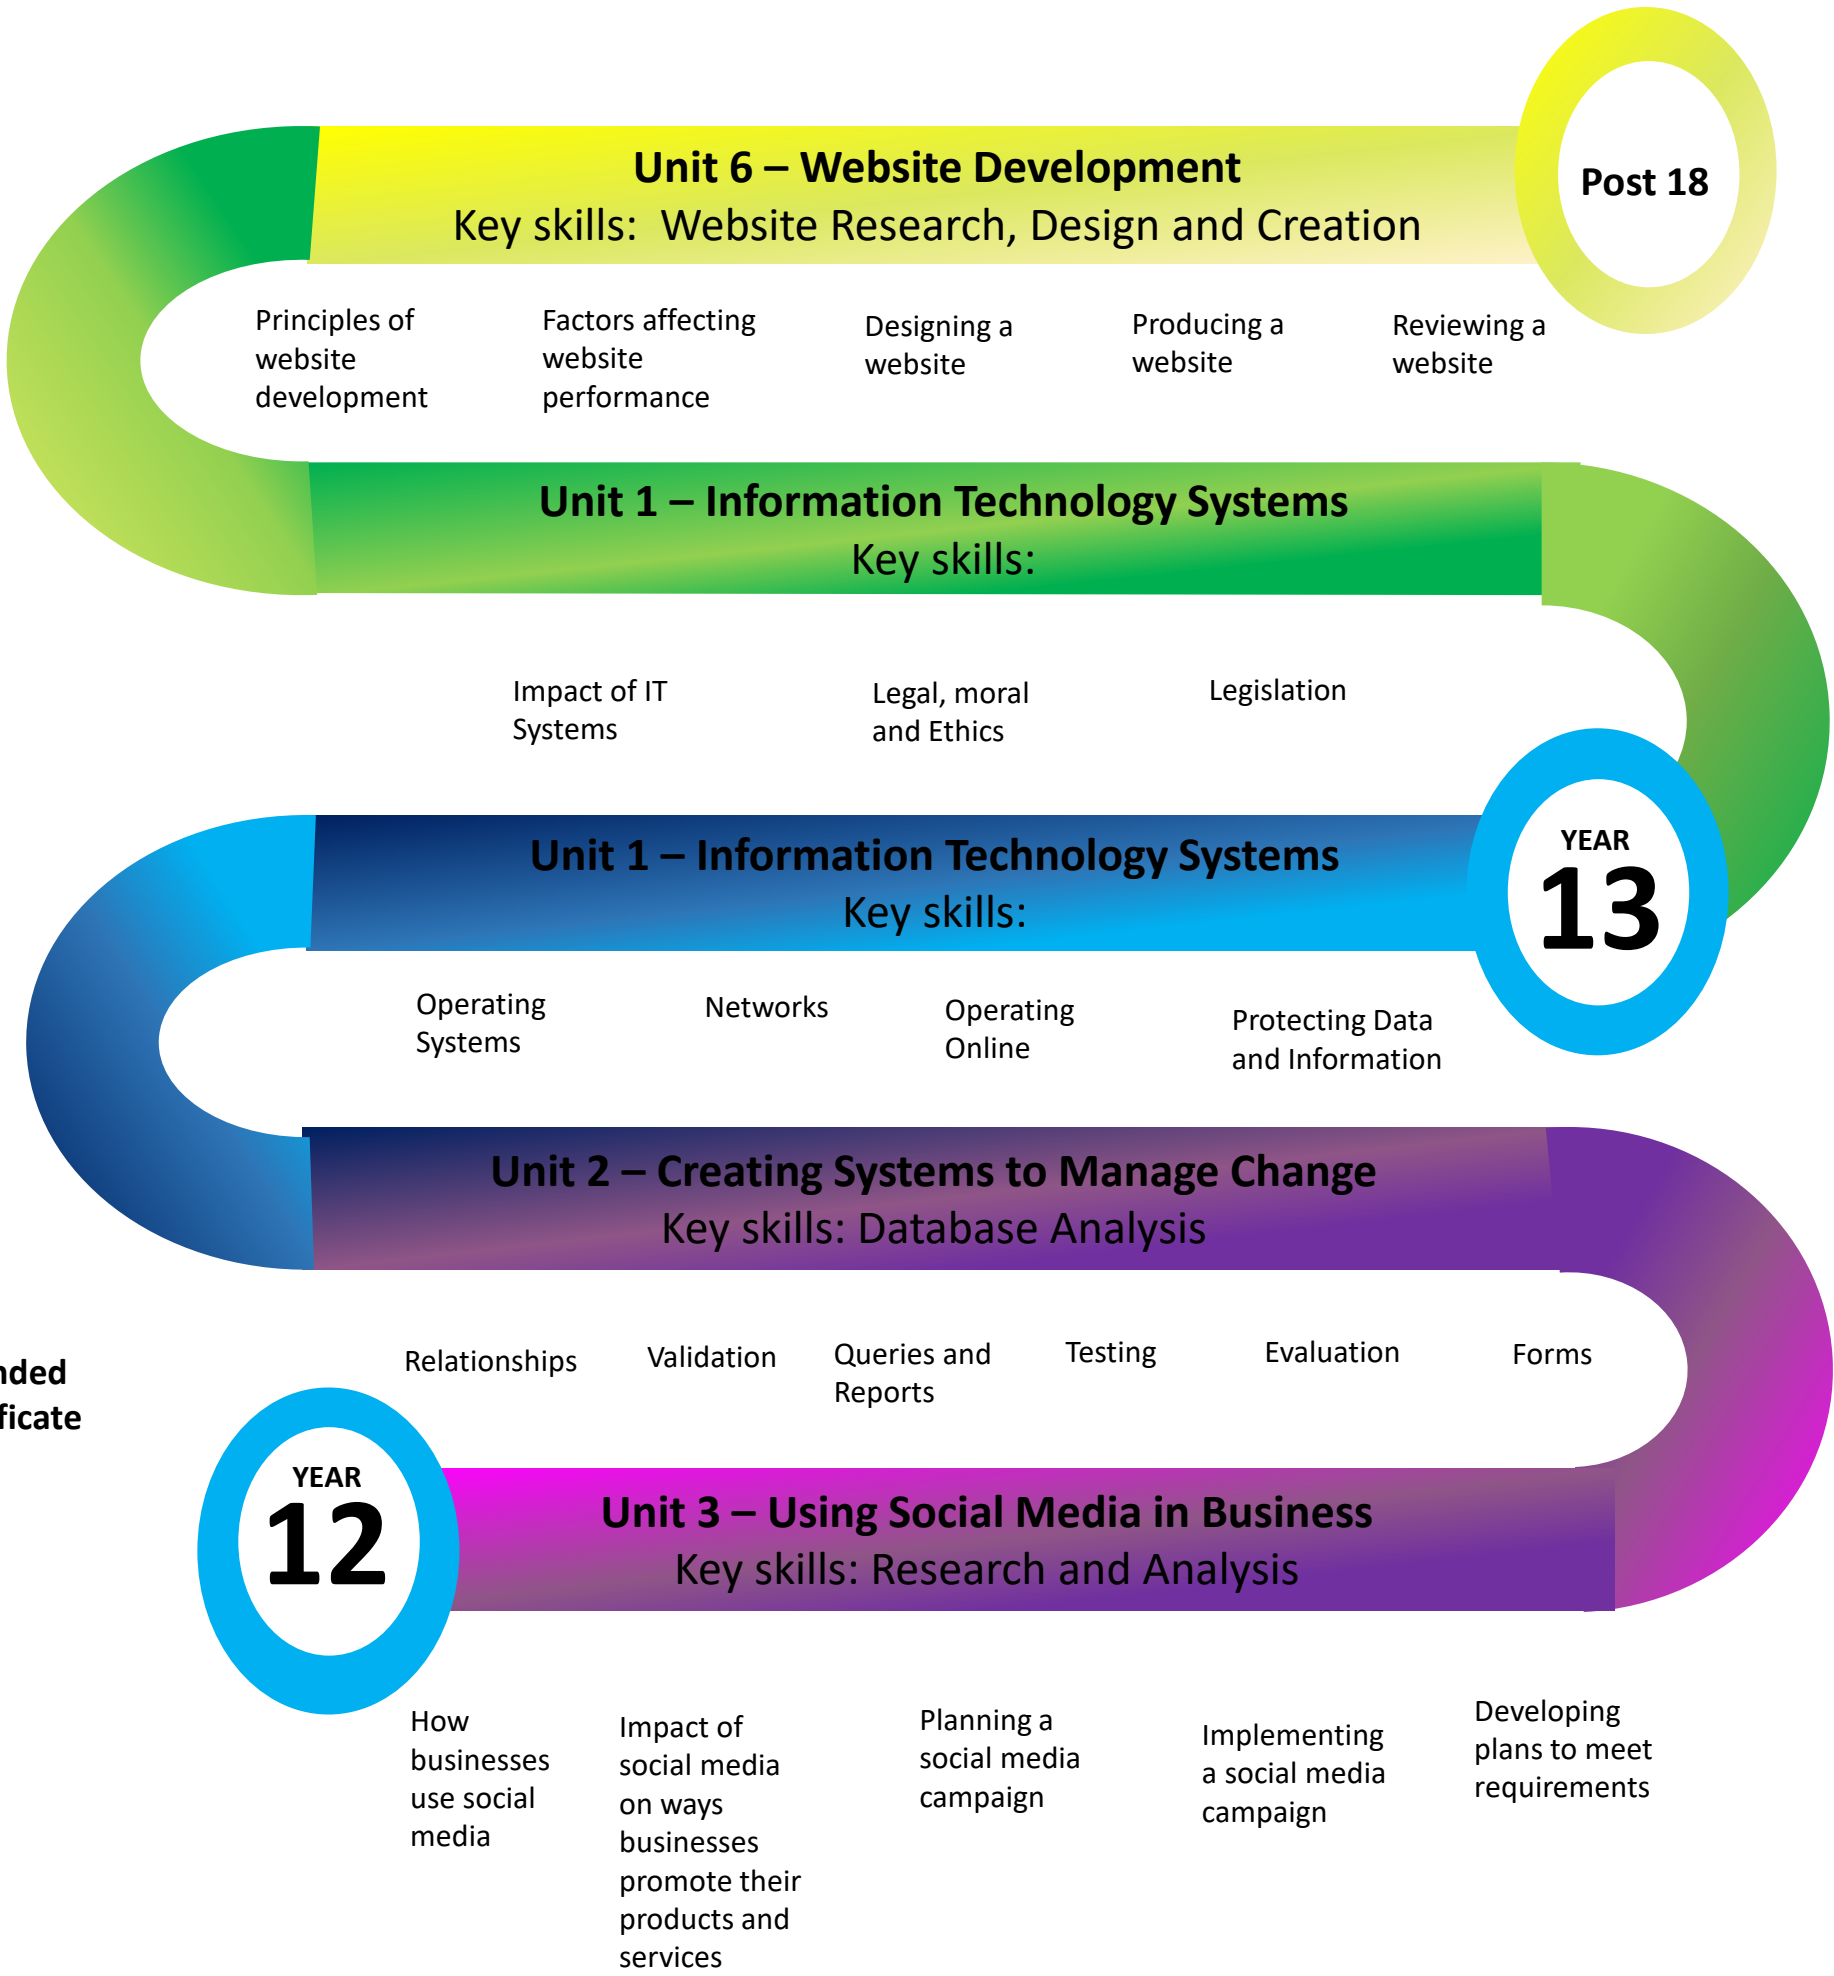 Unit 6 – Website Development
Key skills:  Website Research, Design and Creation
Post 18
Principles of
website
development
Factors affecting
website
performance
Designing a
website
Producing a
website
Reviewing a
website
Unit 1 – Information Technology Systems
Key skills:
Impact of IT
Systems
Legal, moral
and Ethics
Legislation
Unit 1 – Information Technology Systems
Key skills:
YEAR
13
Operating
Systems
Networks
Operating
Online
Protecting Data
and Information
Unit 2 – Creating Systems to Manage Change
Key skills: Database Analysis
Relationships
Validation
Queries and
Reports
Testing
Evaluation
Forms
YEAR
12
Unit 3 – Using Social Media in Business
Key skills: Research and Analysis
How
businesses
use social
media
Impact of
social media
on ways
businesses
promote their
products and
services
Planning a
social media
campaign
Implementing
a social media
campaign
Developing
plans to meet
requirements